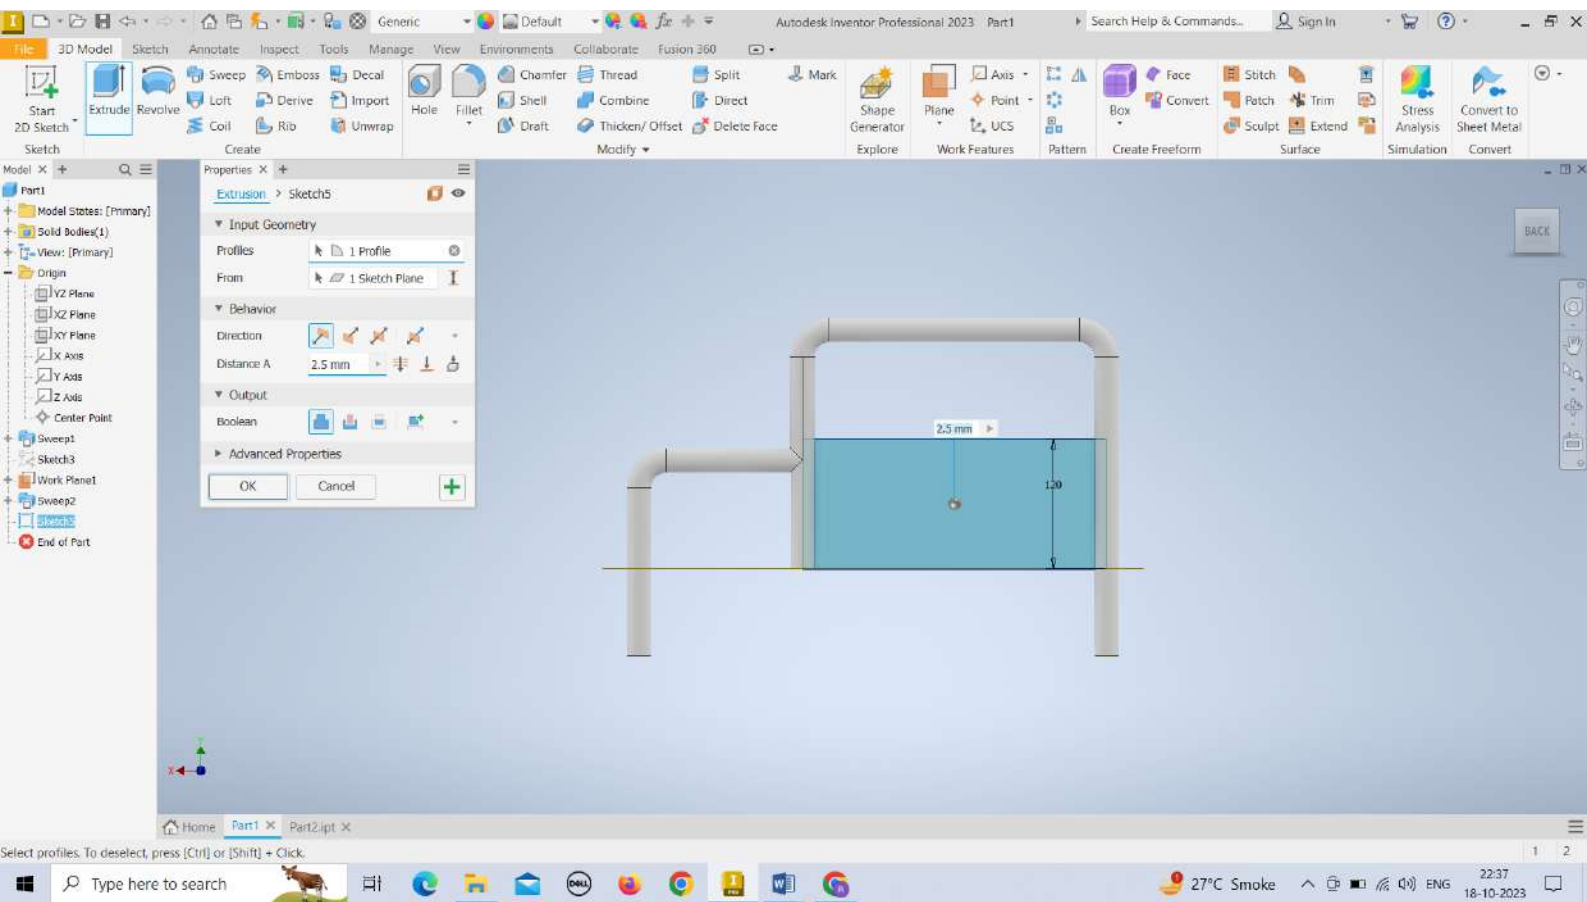 Generic
Default
Autodesk Inventor Professional 2023 Part1
Search Help & Commands...
Sign In
File 3D Model Sketch Annotate Inspect Tools Manage View Environments Collaborate Fusion 360
Start
2D Sketch
Extrude Revolve
Sweep Emboss Decal
Loft Derive Import
Coil Rib Unwrap
Hole Fillet
Chamfer Thread Split Mark
Shell Combine Direct
Draft Thicken/ Offset Delete Face
Shape
Generator
Plane
Axis
Point
UCS
Box
Face
Convert
Stitch
Patch Trim
Sculpt Extend
Stress
Analysis
Convert to
Sheet Metal
Sketch Create Modify Explore Work Features Pattern Create Freeform Surface Simulation Convert
Model
Part1
Model States: [Primary]
Solid Bodies(1)
View: [Primary]
Origin
YZ Plane
XZ Plane
XY Plane
X Axis
Y Axis
Z Axis
Center Point
Sweep1
Sketch3
Work Plane1
Sweep2
Sketch5
End of Part
Properties
Extrusion > Sketch5
Input Geometry
Profiles 1 Profile
From 1 Sketch Plane
Behavior
Direction
Distance A 2.5 mm
Output
Boolean
Advanced Properties
OK Cancel
BACK
2.5 mm
120
Y
X
Home Part1 Part2.ipt
Select profiles. To deselect, press [Ctrl] or [Shift] + Click.
1 2
Type here to search
DELL
27°C Smoke
ENG
22:37
18-10-2023